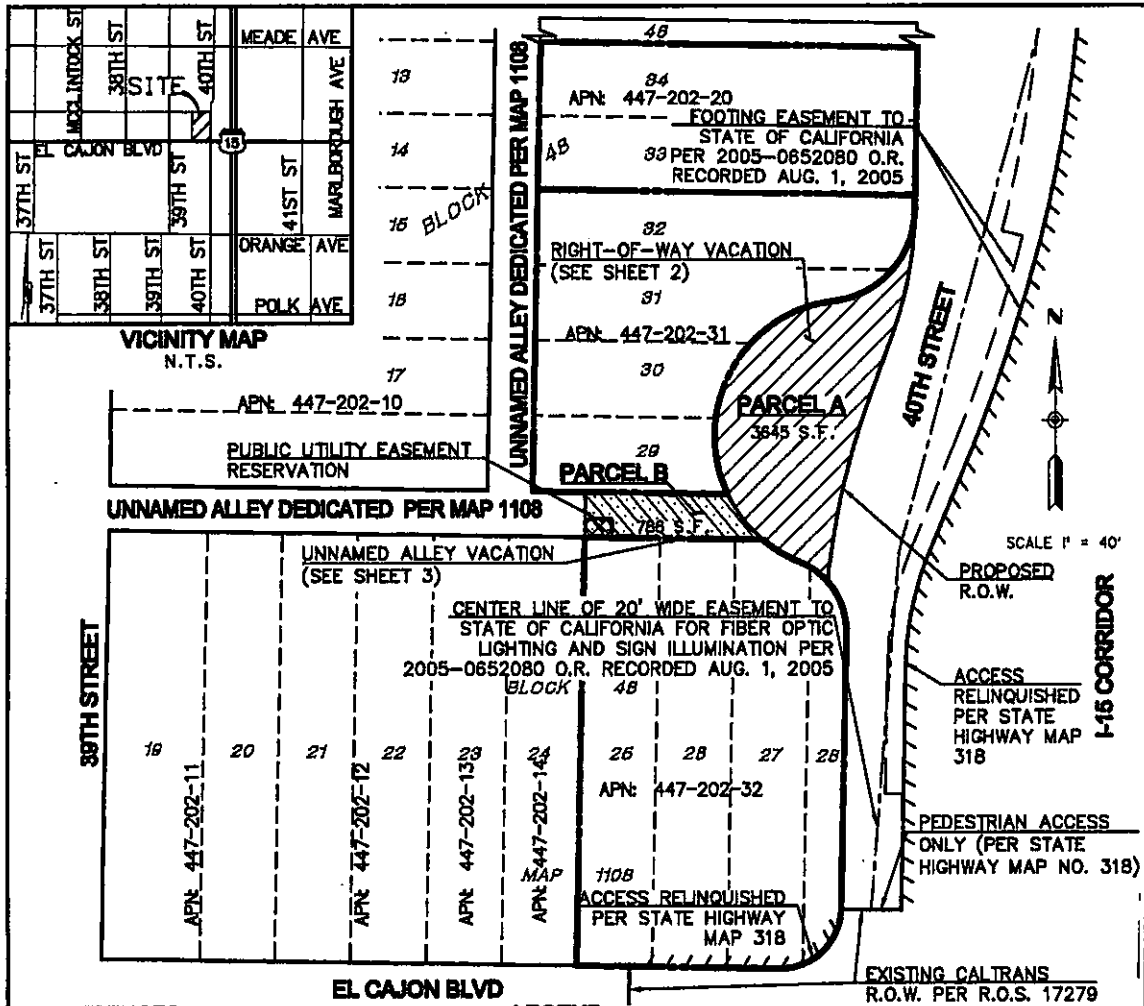 MCCLINTOCK ST
38TH ST
40TH ST
MEADE AVE
SITE
MARLBOROUGH AVE
15
EL CAJON BLVD
37TH ST
39TH ST
41ST ST
ORANGE AVE
37TH ST
38TH ST
39TH ST
40TH ST
POLK AVE
VICINITY MAP
N.T.S.
13
14
15
BLOCK
48
18
17
APN: 447-202-10
PUBLIC UTILITY EASEMENT
RESERVATION
UNNAMED ALLEY DEDICATED PER MAP 1108
UNNAMED ALLEY DEDICATED PER MAP 1108
34
APN: 447-202-20
FOOTING EASEMENT TO
STATE OF CALIFORNIA
33 PER 2005-0652080 O.R.
RECORDED AUG. 1, 2005
32
RIGHT-OF-WAY VACATION
(SEE SHEET 2)
31
APN: 447-202-31
30
PARCEL A
3645 S.F.
29
PARCEL B
S.F.
40TH STREET
N
SCALE 1" = 40'
PROPOSED
R.O.W.
UNNAMED ALLEY VACATION
(SEE SHEET 3)
CENTER LINE OF 20' WIDE EASEMENT TO
STATE OF CALIFORNIA FOR FIBER OPTIC
LIGHTING AND SIGN ILLUMINATION PER
2005-0652080 O.R. RECORDED AUG. 1, 2005
BLOCK 48
39TH STREET
19
20
21
22
23
24
27
28
APN: 447-202-11
APN: 447-202-12
APN: 447-202-13
APN: 447-202-14
APN: 447-202-32
MAP 1108
ACCESS RELINQUISHED
PER STATE HIGHWAY
MAP 318
ACCESS
RELINQUISHED
PER STATE
HIGHWAY MAP
318
I-15 CORRIDOR
PEDESTRIAN ACCESS
ONLY (PER STATE
HIGHWAY MAP NO. 318)
EL CAJON BLVD
EXISTING CALTRANS
R.O.W. PER R.O.S. 17279